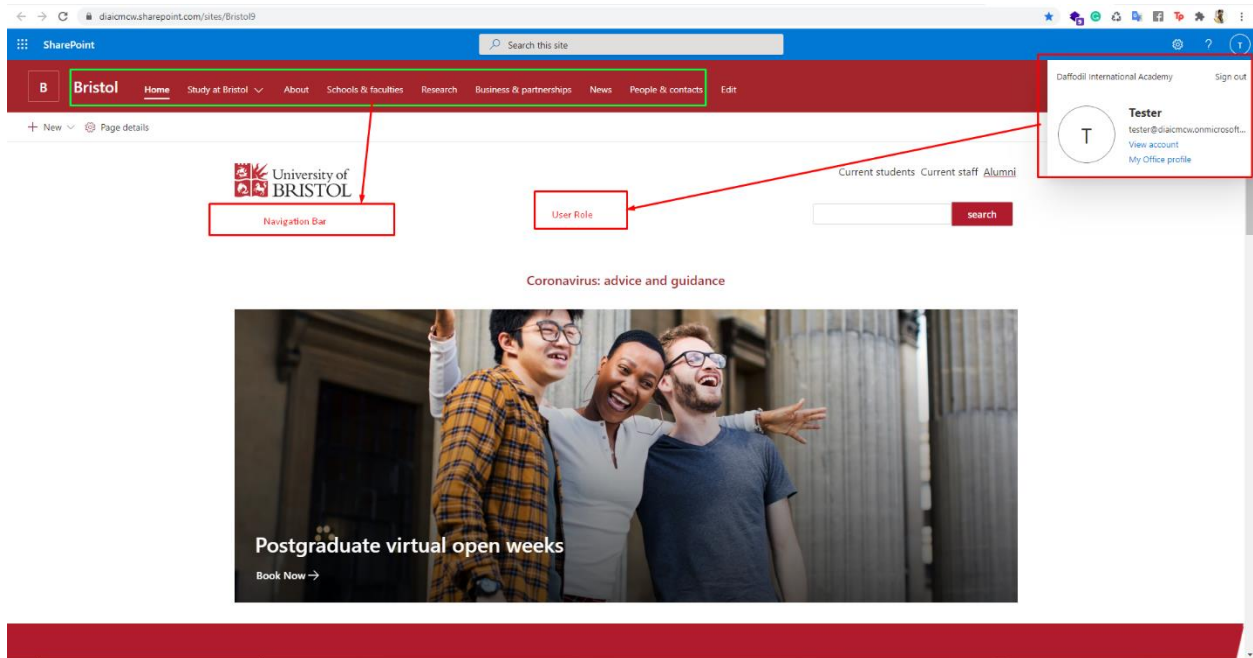 diaicmcw.sharepoint.com/sites/Bristol9
SharePoint
Search this site
?
T
B
Bristol
Home Study at Bristol About Schools & faculties Research Business & partnerships News People & contacts Edit
Daffodil International Academy Sign out
T
Tester
tester@diaicmcw.onmicrosoft...
View account
My Office profile
+ New Page details
University of
BRISTOL
Current students Current staff Alumni
Navigation Bar
User Role
search
Coronavirus: advice and guidance
Postgraduate virtual open weeks
Book Now →